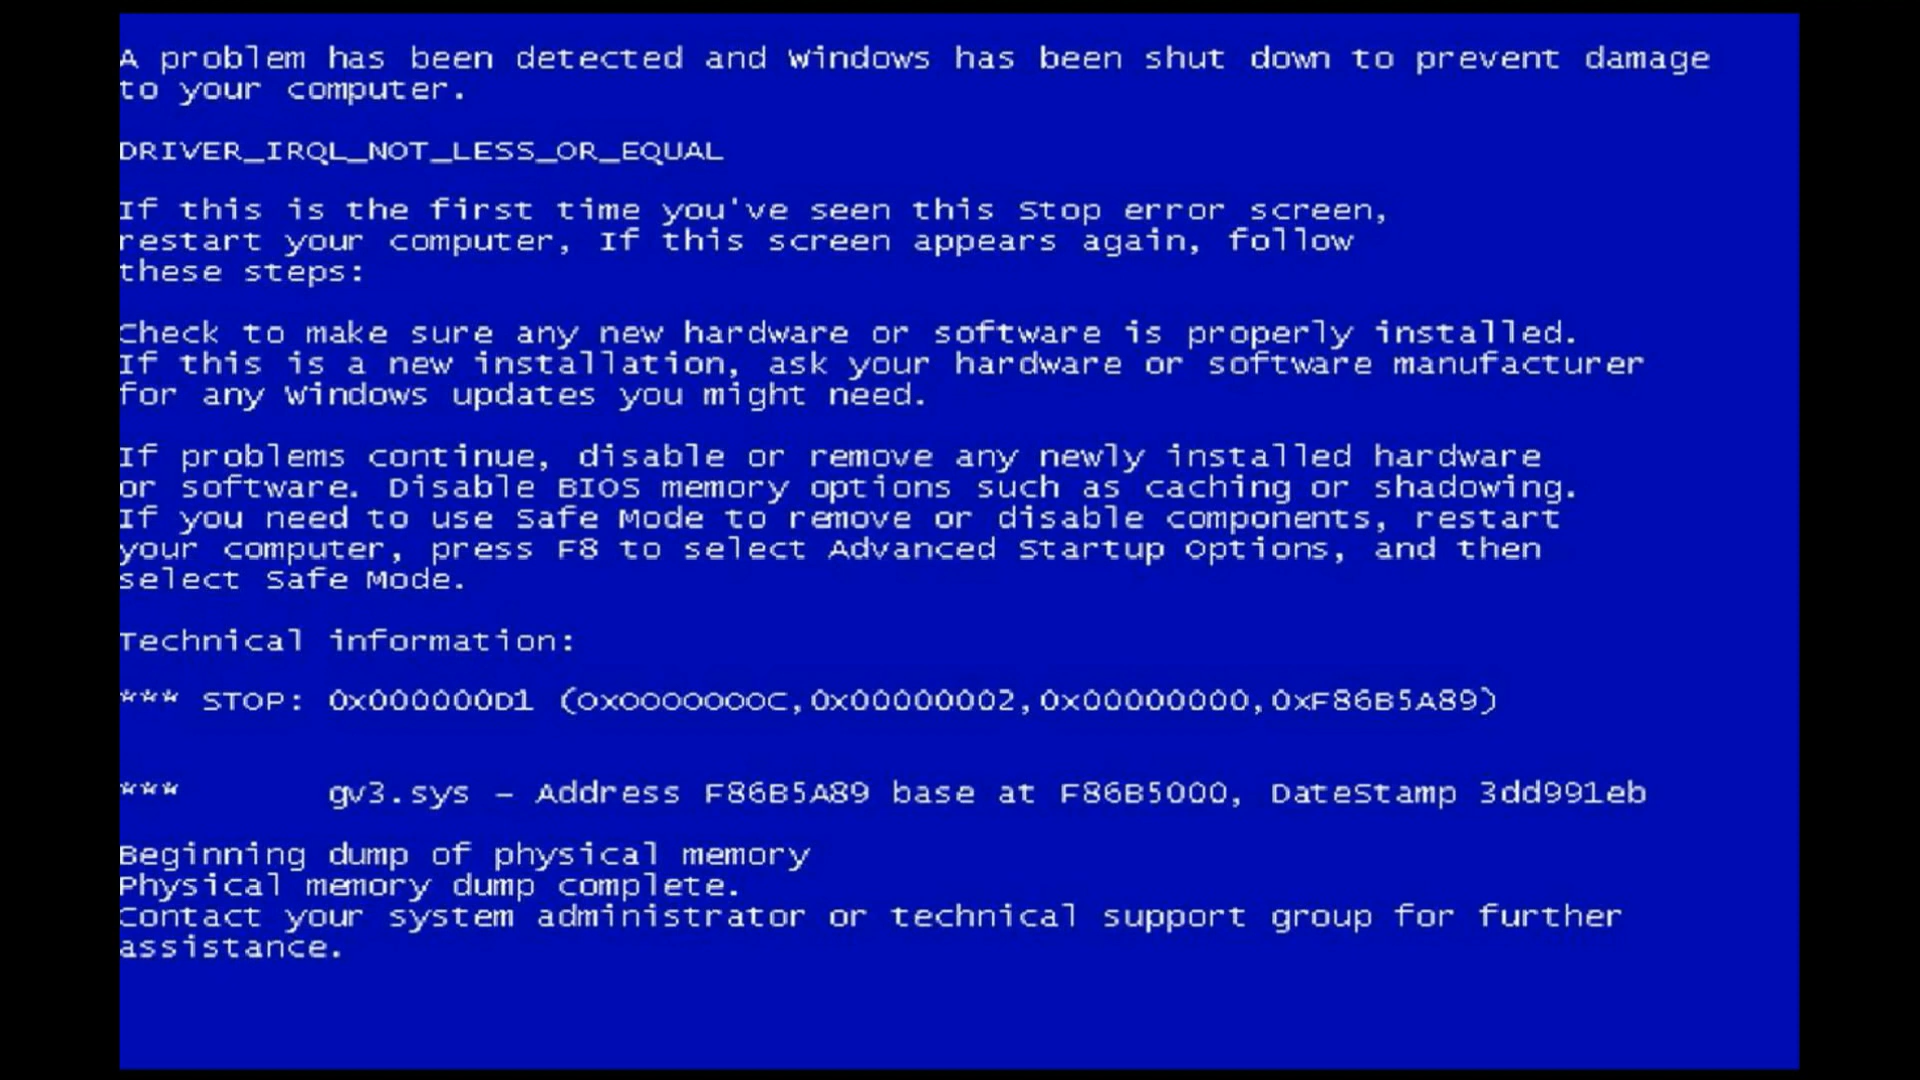 A problem has been detected and Windows has been shut down to prevent damage
to your computer.
DRIVER_IRQL_NOT_LESS_OR_EQUAL
If this is the first time you've seen this Stop error screen,
restart your computer, If this screen appears again, follow
these steps:
Check to make sure any new hardware or software is properly installed.
If this is a new installation, ask your hardware or software manufacturer
for any Windows updates you might need.
If problems continue, disable or remove any newly installed hardware
or software. Disable BIOS memory options such as caching or shadowing.
If you need to use Safe Mode to remove or disable components, restart
your computer, press F8 to select Advanced Startup Options, and then
select Safe Mode.
Technical information:
*** STOP: 0x000000D1 (0x0000000C,0x00000002,0x00000000,0xF86B5A89)
*** gv3.sys – Address F86B5A89 base at F86B5000, DateStamp 3dd991eb
Beginning dump of physical memory
Physical memory dump complete.
Contact your system administrator or technical support group for further
assistance.